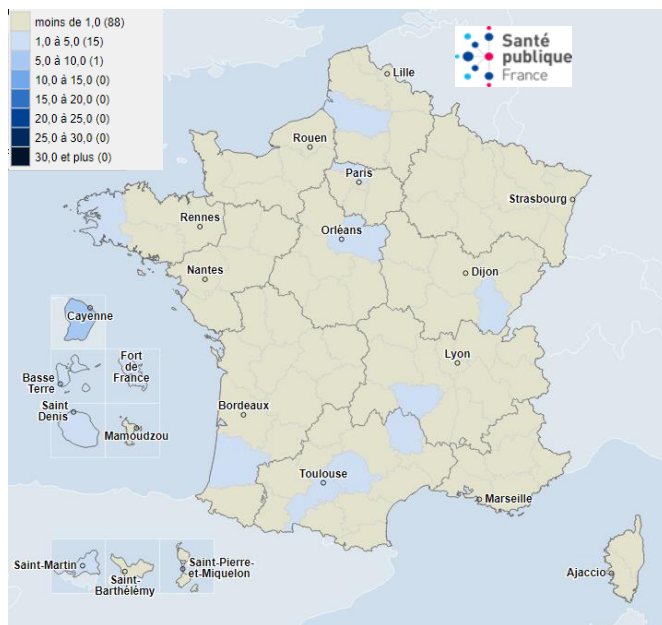 moins de 1,0 (88)
1,0 à 5,0 (15)
5,0 à 10,0 (1)
10,0 à 15,0 (0)
15,0 à 20,0 (0)
20,0 à 25,0 (0)
25,0 à 30,0 (0)
30,0 et plus (0)
Santé
publique
France
Lille
Rouen
Paris
Strasbourg
Rennes
Orléans
Nantes
Dijon
Cayenne
Lyon
Basse
Terre
Fort
de
France
Saint
Denis
Mamoudzou
Bordeaux
Toulouse
Marseille
Saint-Martin
Saint-
Barthélémy
Saint-Pierre-
et-Miquelon
Ajaccio